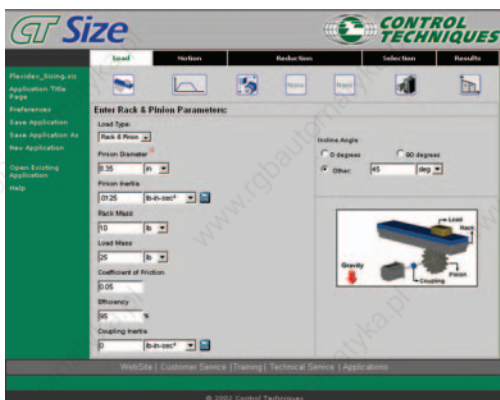 CT Size
CONTROL TECHNIQUES
Load Motion Reduction Selection Results
Flexidex_Sizing.siz
Application Title Page
Preferences
Save Application
Save Application As
New Application
Open Existing Application
Help
None None
Enter Rack & Pinion Parameters:
Load Type:
Rack & Pinion
Pinion Diameter
0.35 in
Pinion Inertia
.0125 lb-in-sec²
Rack Mass
10 lb
Load Mass
25 lb
Coefficient of Friction
0.05
Efficiency
95 %
Coupling Inertia
0 lb-in-sec²
Incline Angle:
0 degrees 90 degrees
Other: 45 deg
Load
Rack
Gravity
Pinion
Coupling
WebSite | Customer Service | Training | Technical Service | Applications
© 2002 Control Techniques